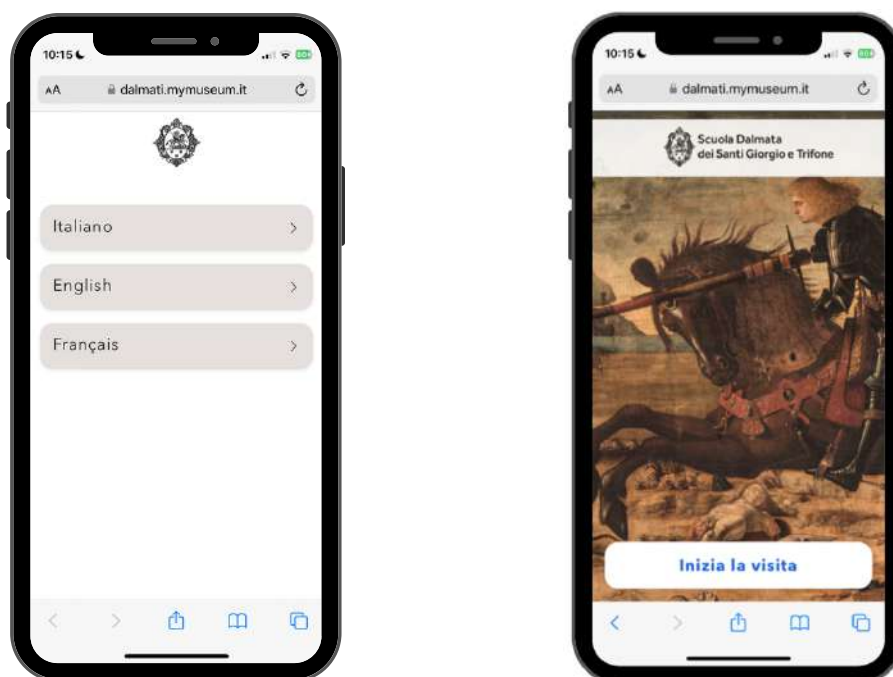 10:15
AA dalmati.mymuseum.it
Italiano
English
Français
10:15
AA dalmati.mymuseum.it
Scuola Dalmata
dei Santi Giorgio e Trifone
Inizia la visita